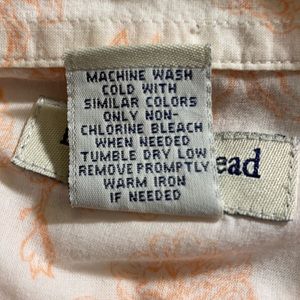 MACHINE WASH
COLD WITH
SIMILAR COLORS
ONLY NON-
CHLORINE BLEACH
WHEN NEEDED
TUMBLE DRY LOW
REMOVE PROMPTLY
WARM IRON
IF NEEDED
ead